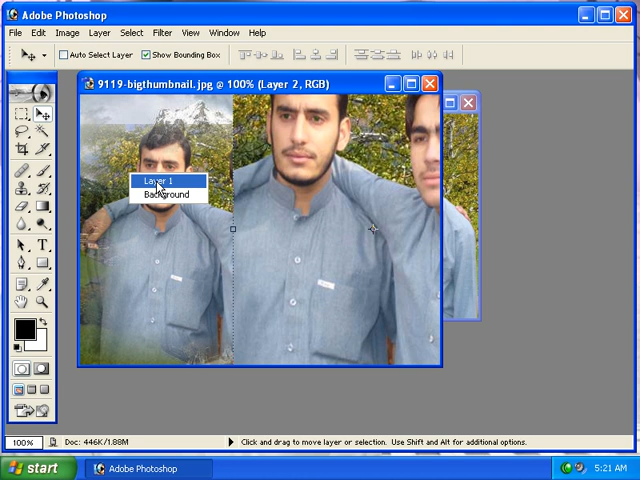 Adobe Photoshop
File Edit Image Layer Select Filter View Window Help
Auto Select Layer Show Bounding Box
9119-bigthumbnail.jpg @ 100% (Layer 2, RGB)
Layer 1
Background
100% Doc: 446K/1.88M Click and drag to move layer or selection. Use Shift and Alt for additional options.
start Adobe Photoshop 5:21 AM